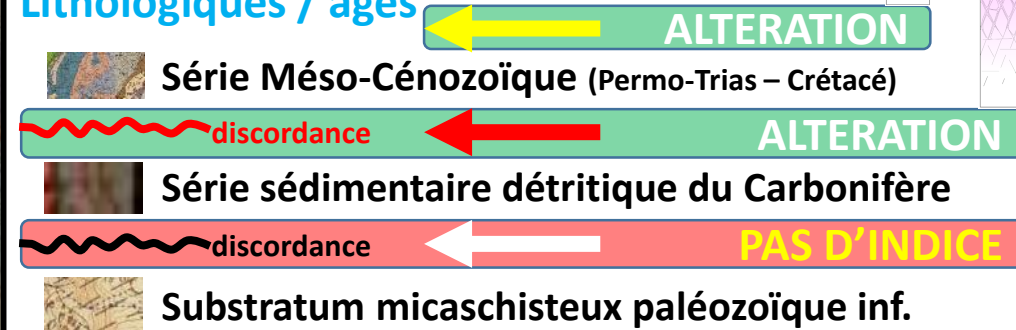 Lithologiques / âges
ALTERATION
Série Méso-Cénozoïque (Permo-Trias – Crétacé)
discordance ALTERATION
Série sédimentaire détritique du Carbonifère
discordance PAS D'INDICE
Substratum micaschisteux paléozoïque inf.